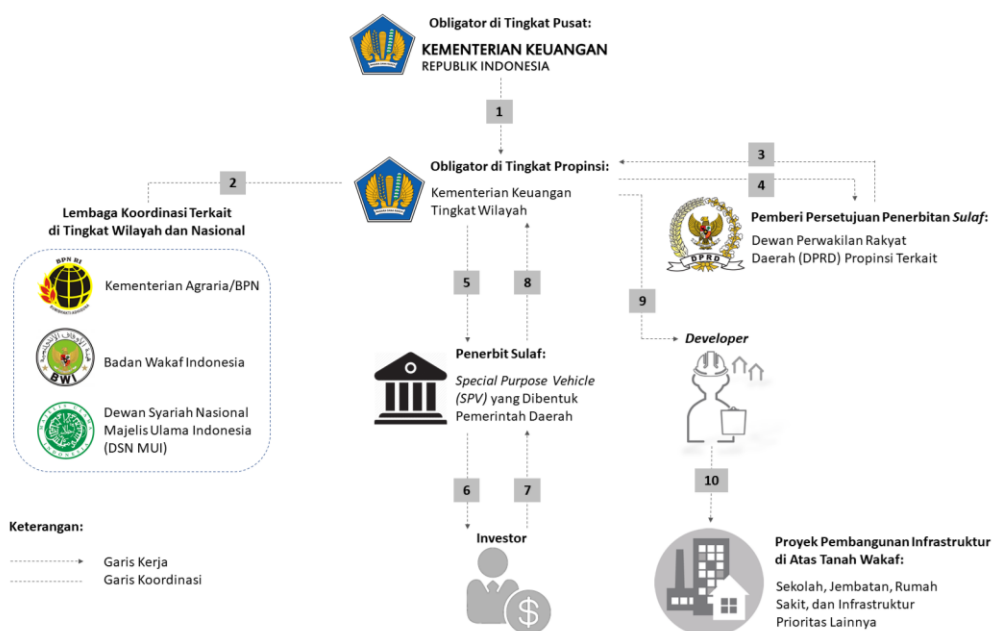 Obligator di Tingkat Pusat:
KEMENTERIAN KEUANGAN
REPUBLIK INDONESIA
1
Obligator di Tingkat Propinsi:
Kementerian Keuangan
Tingkat Wilayah
2
Lembaga Koordinasi Terkait
di Tingkat Wilayah dan Nasional
BPN RI
Kementerian Agraria/BPN
BWI
Badan Wakaf Indonesia
Dewan Syariah Nasional
Majelis Ulama Indonesia
(DSN MUI)
3
4
DPRD
Pemberi Persetujuan Penerbitan Sulaf:
Dewan Perwakilan Rakyat
Daerah (DPRD) Propinsi Terkait
5
8
9
Penerbit Sulaf:
Special Purpose Vehicle
(SPV) yang Dibentuk
Pemerintah Daerah
Developer
6
7
10
Investor
$
Proyek Pembangunan Infrastruktur
di Atas Tanah Wakaf:
Sekolah, Jembatan, Rumah
Sakit, dan Infrastruktur
Prioritas Lainnya
Keterangan:
Garis Kerja
Garis Koordinasi